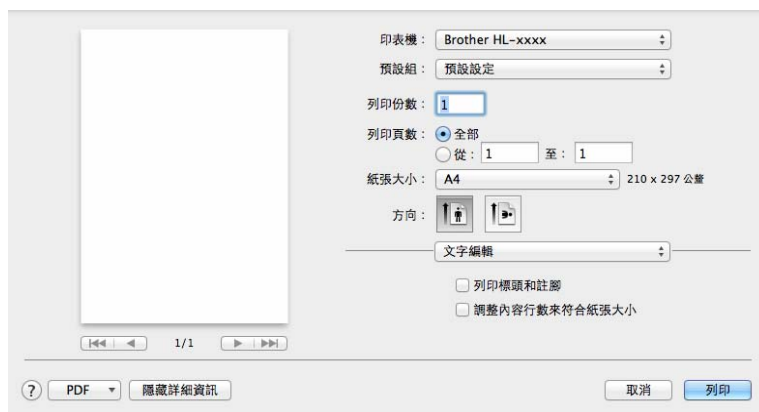 印表機： Brother HL-xxxx
預設組： 預設設定
列印份數： 1
列印頁數： 全部
從： 1 至： 1
紙張大小： A4 210 x 297 公釐
方向：
文字編輯
列印標頭和註腳
調整內容行數來符合紙張大小
1/1
? PDF 隱藏詳細資訊 取消 列印